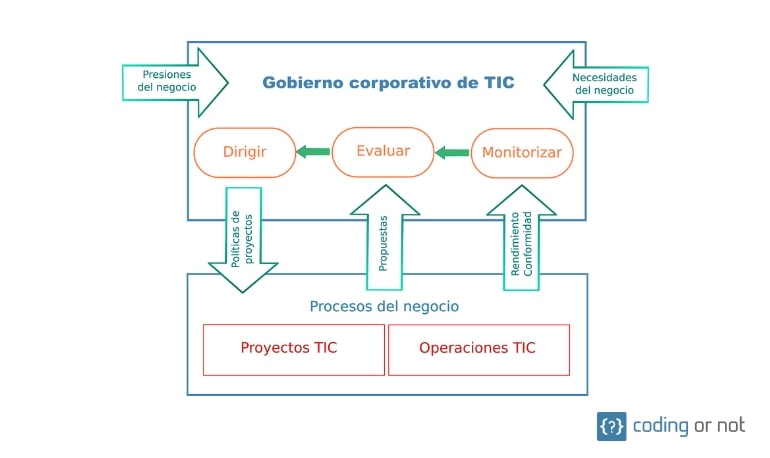 Presiones
del negocio
Gobierno corporativo de TIC
Necesidades
del negocio
Dirigir
Evaluar
Monitorizar
Políticas de
proyectos
Propuestas
Rendimiento
Conformidad
Procesos del negocio
Proyectos TIC
Operaciones TIC
{?} coding or not